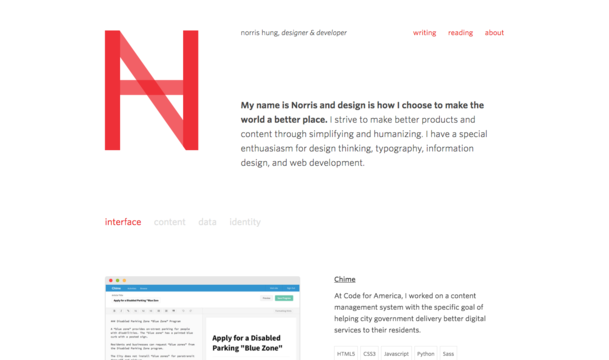 norris hung, designer & developer
writing reading about
My name is Norris and design is how I choose to make the
world a better place. I strive to make better products and
content through simplifying and humanizing. I have a special
enthusiasm for design thinking, typography, information
design, and web development.
interface content data identity
Chime
At Code for America, I worked on a content
management system with the specific goal of
helping city government delivery better digital
services to their residents.
HTML5 CSS3 Javascript Python Sass
Apply for a Disabled Parking "Blue Zone"
Apply for a Disabled
Parking "Blue Zone"